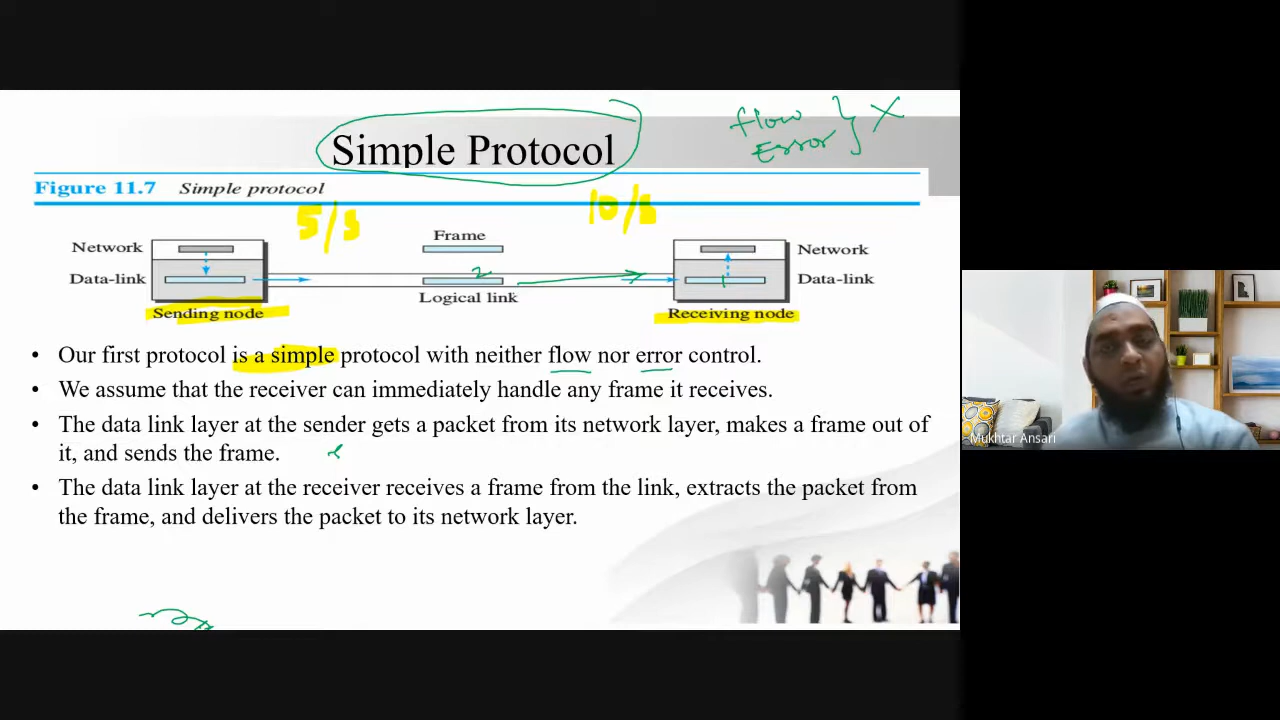 flow
Error } X
Simple Protocol
Figure 11.7 Simple protocol
5/s
10/s
Frame
Network
Network
Data-link
2
1
Data-link
Logical link
Sending node
Receiving node
• Our first protocol is a simple protocol with neither flow nor error control.
• We assume that the receiver can immediately handle any frame it receives.
• The data link layer at the sender gets a packet from its network layer, makes a frame out of
it, and sends the frame.
• The data link layer at the receiver receives a frame from the link, extracts the packet from
the frame, and delivers the packet to its network layer.
Mukhtar Ansari